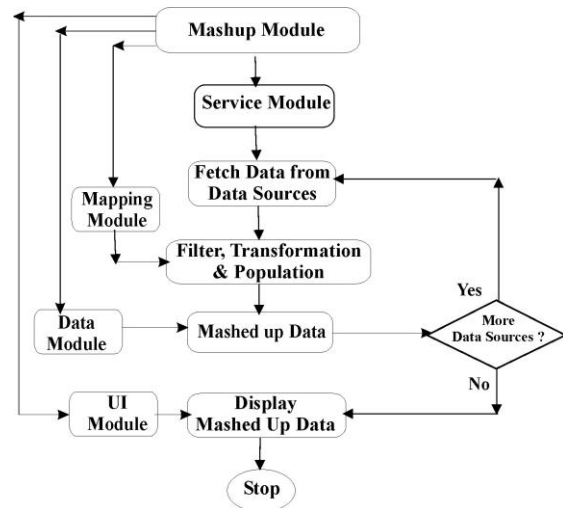 Mashup Module
Service Module
Fetch Data from
Data Sources
Mapping
Module
Filter, Transformation
& Population
Yes
More
Data Sources ?
Data
Module
Mashed up Data
No
UI
Module
Display
Mashed Up Data
Stop